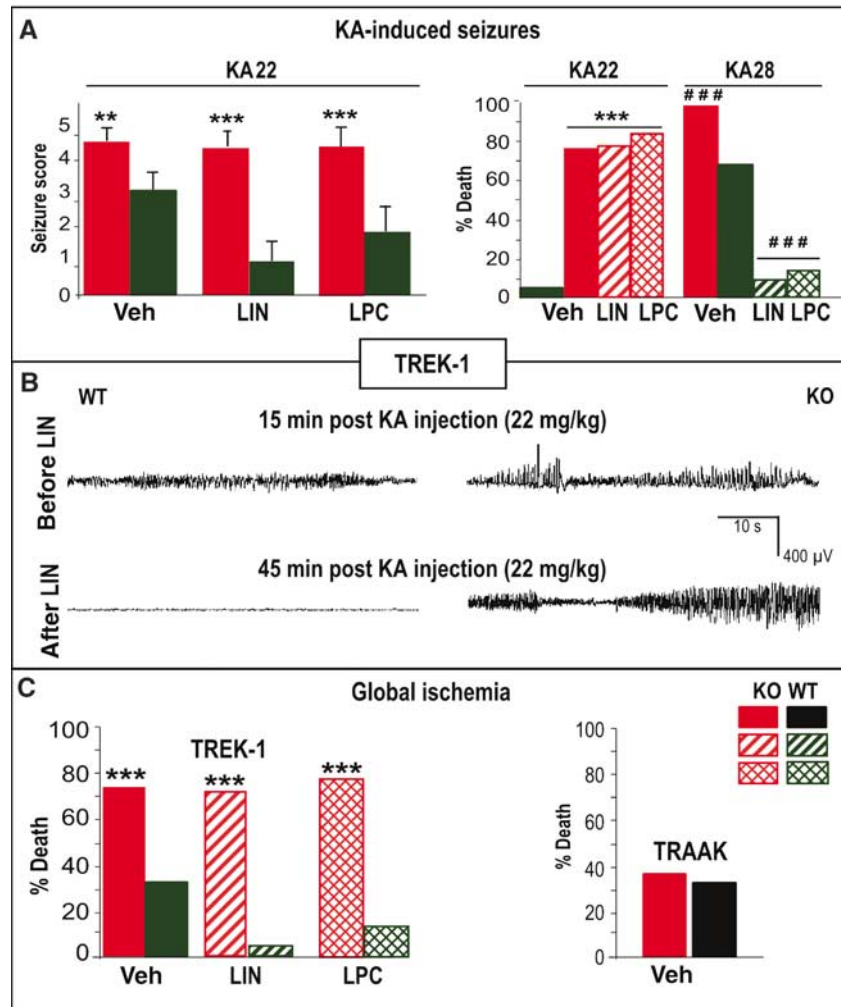 A
KA-induced seizures
KA22
KA22
KA28
Seizure score
5
4
3
2
1
0
**
***
***
Veh
LIN
LPC
% Death
100
80
60
40
20
0
***
# # #
# # #
Veh
LIN
LPC
Veh
LIN
LPC
TREK-1
B
WT
KO
15 min post KA injection (22 mg/kg)
Before LIN
10 s
400 µV
45 min post KA injection (22 mg/kg)
After LIN
C
Global ischemia
KO WT
% Death
100
80
60
40
20
0
TREK-1
***
***
***
Veh
LIN
LPC
% Death
100
80
60
40
20
0
TRAAK
Veh